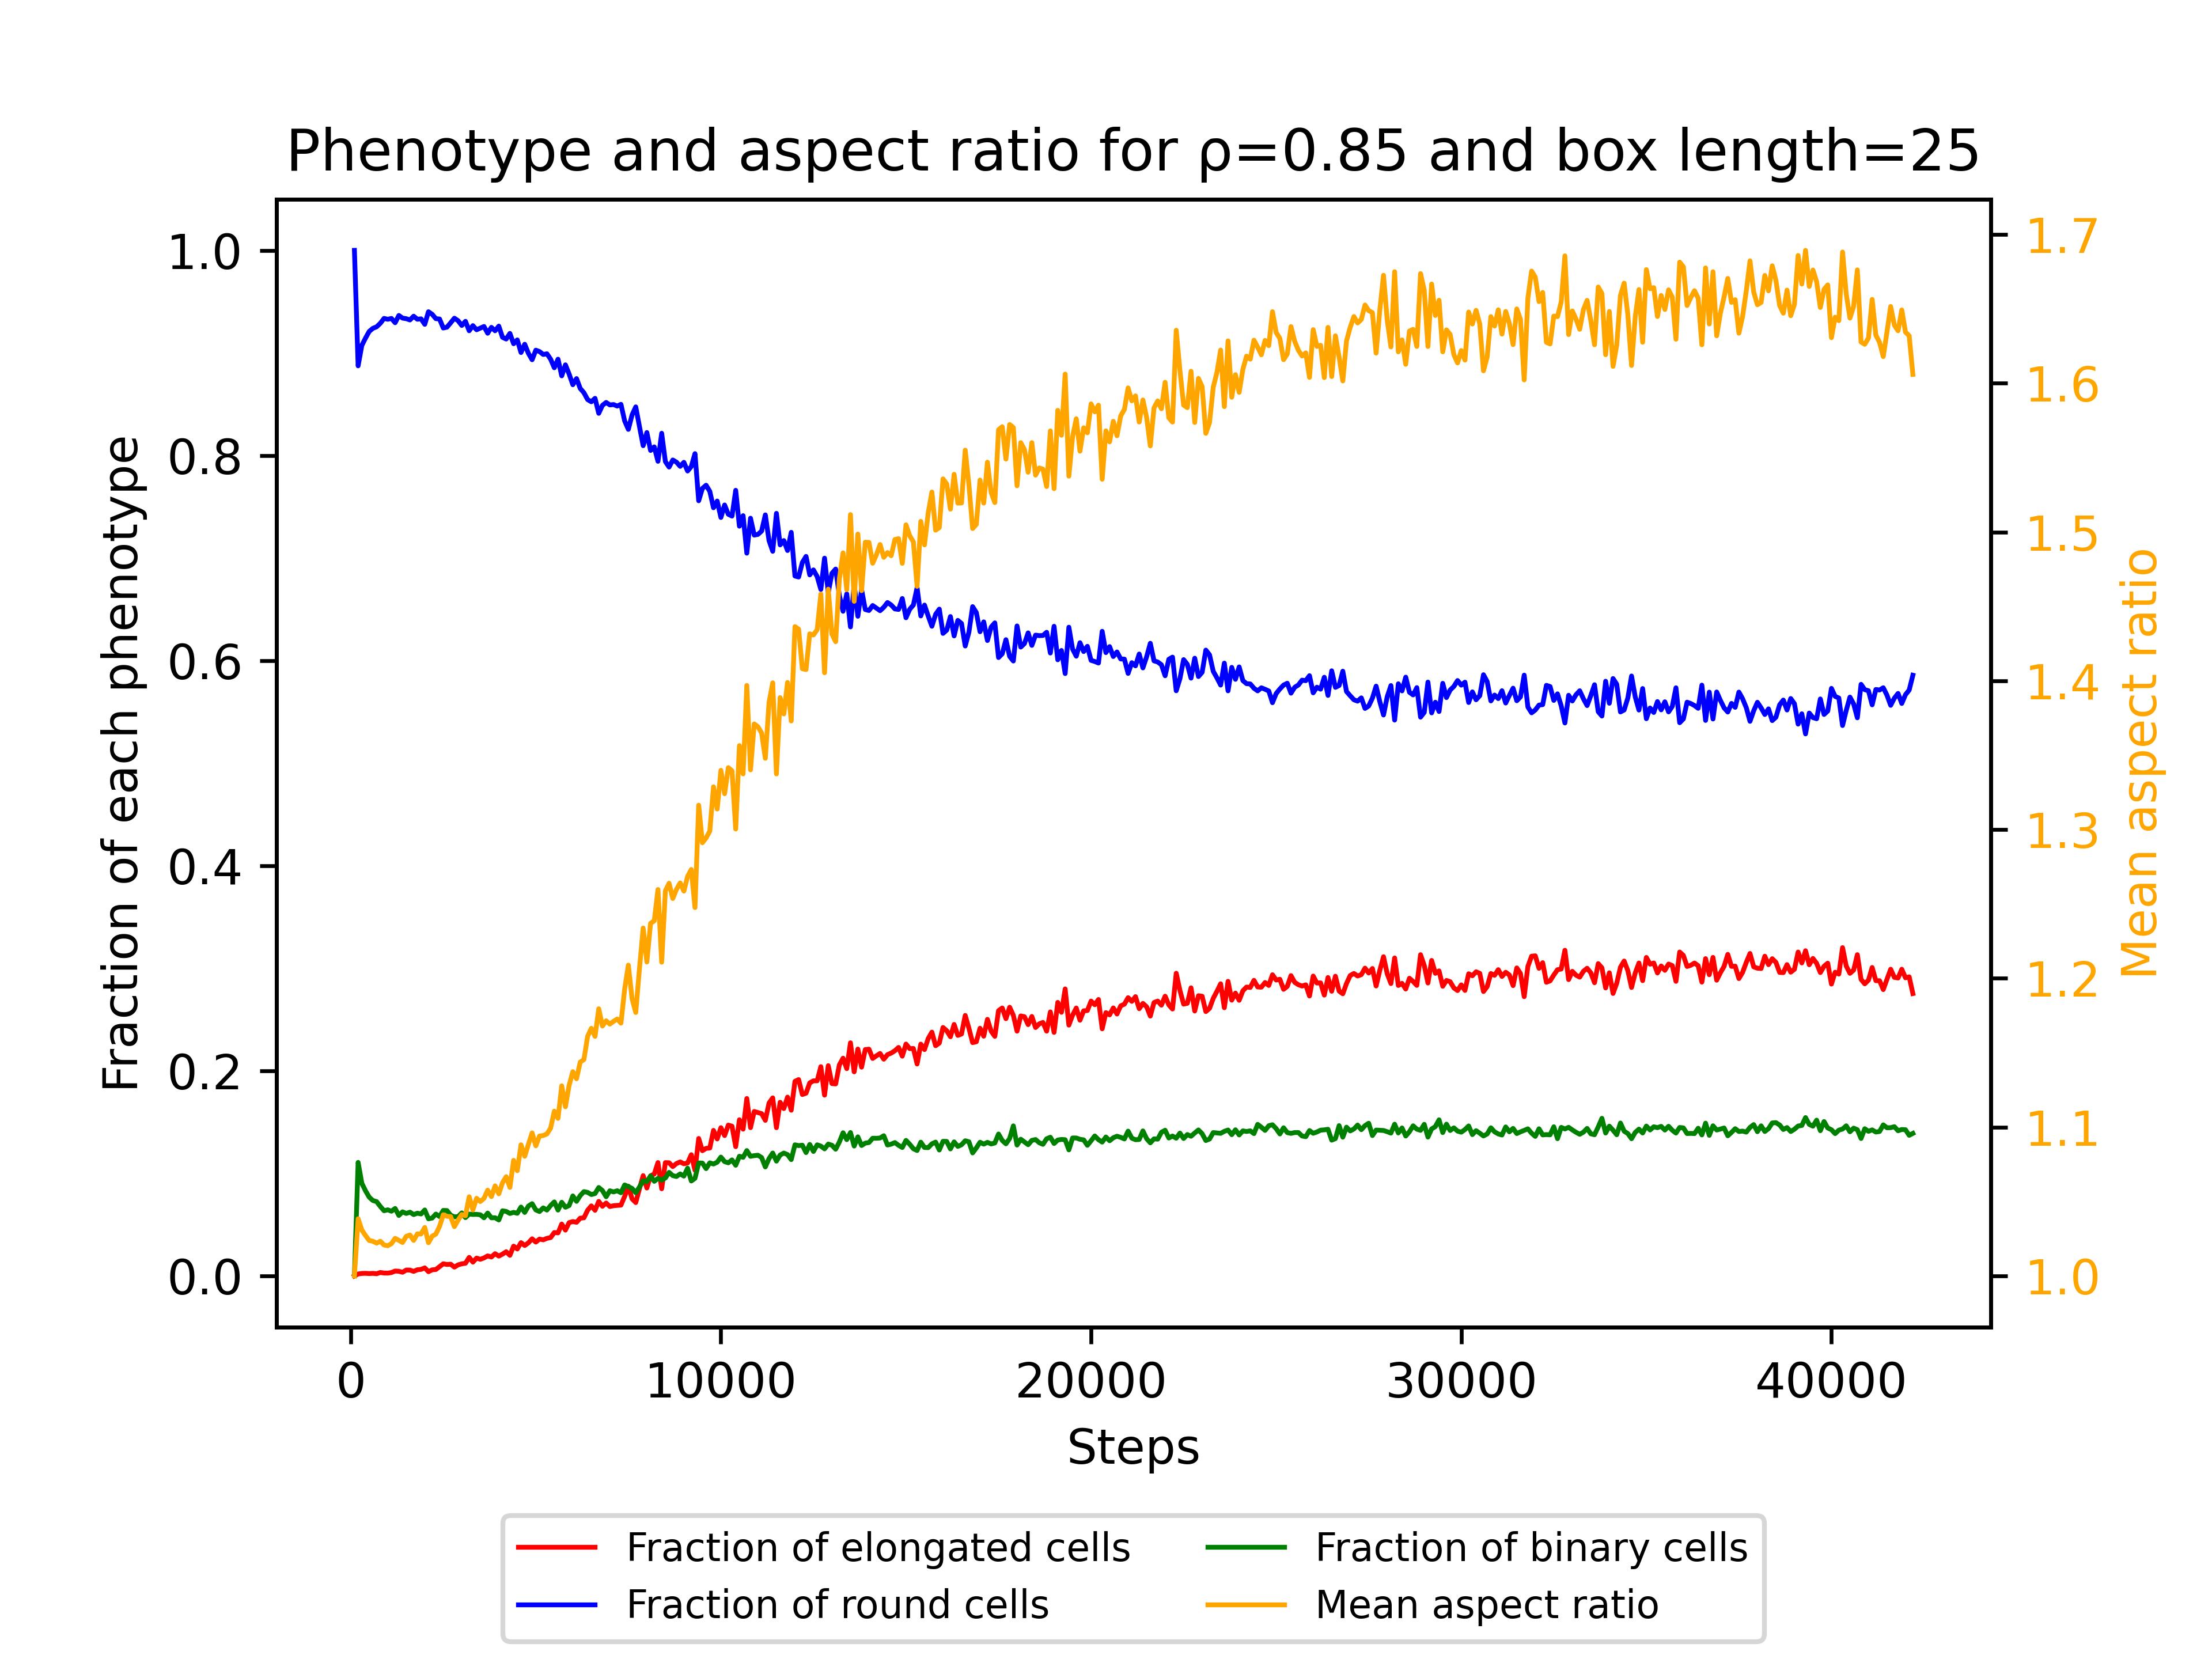 Phenotype and aspect ratio for ρ=0.85 and box length=25
Fraction of each phenotype
1.0
0.8
0.6
0.4
0.2
0.0
1.7
1.6
1.5
1.4
1.3
1.2
1.1
1.0
Mean aspect ratio
0 10000 20000 30000 40000
Steps
Fraction of elongated cells
Fraction of round cells
Fraction of binary cells
Mean aspect ratio